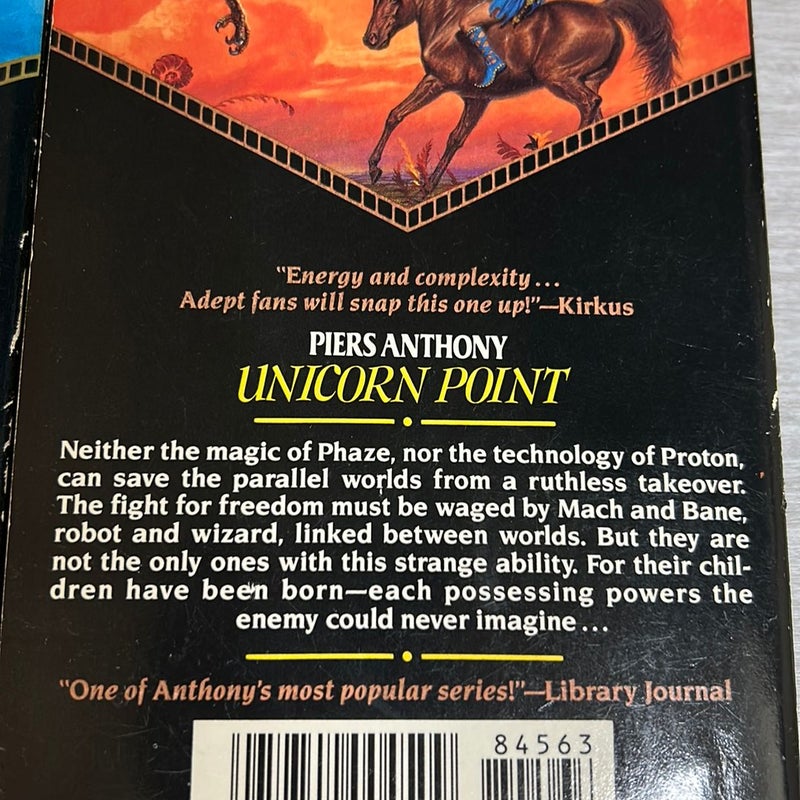 "Energy and complexity...
Adept fans will snap this one up!"—Kirkus
PIERS ANTHONY
UNICORN POINT
Neither the magic of Phaze, nor the technology of Proton,
can save the parallel worlds from a ruthless takeover.
The fight for freedom must be waged by Mach and Bane,
robot and wizard, linked between worlds. But they are
not the only ones with this strange ability. For their chil-
dren have been born—each possessing powers the
enemy could never imagine...
"One of Anthony's most popular series!"—Library Journal
84563